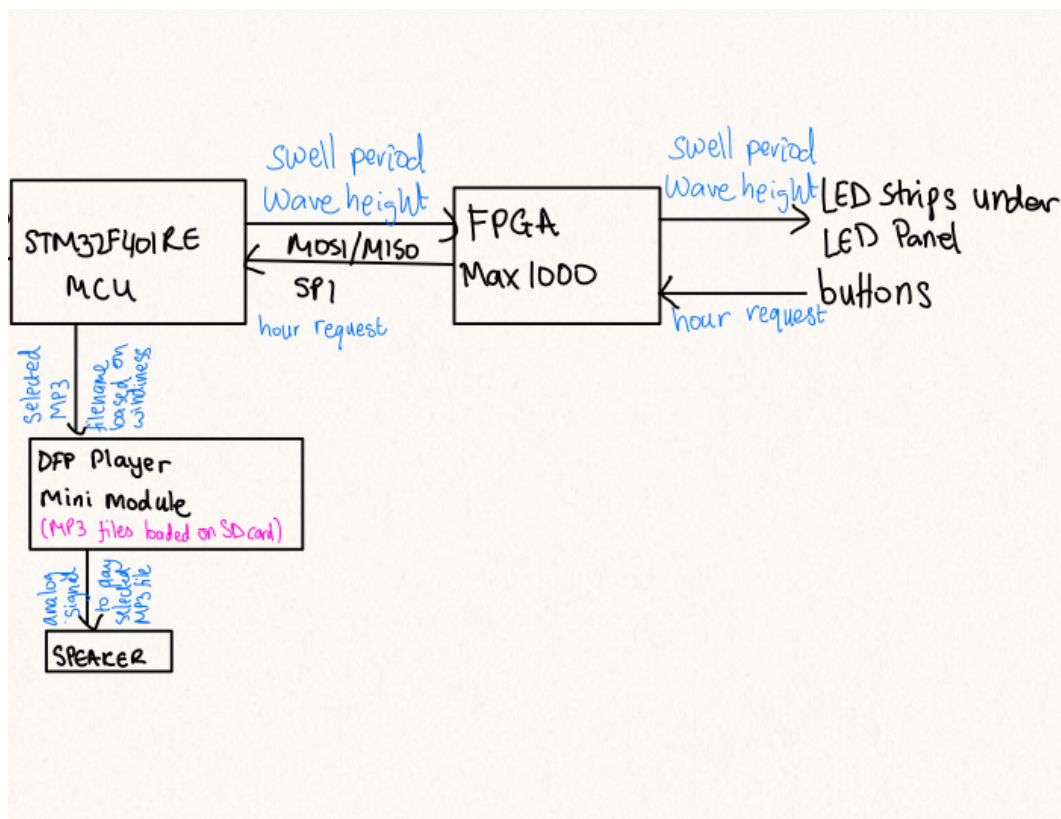 swell period
Wave height
STM32F401RE
MCU
MOSI/MISO
SPI
hour request
FPGA
Max 1000
swell period
Wave height
LED Strips under
LED Panel
buttons
hour request
selected
MP3
filename
based on
windiness
DFP Player
Mini Module
(MP3 files loaded on SD card)
analog
signal
to play
selected
MP3 file
SPEAKER